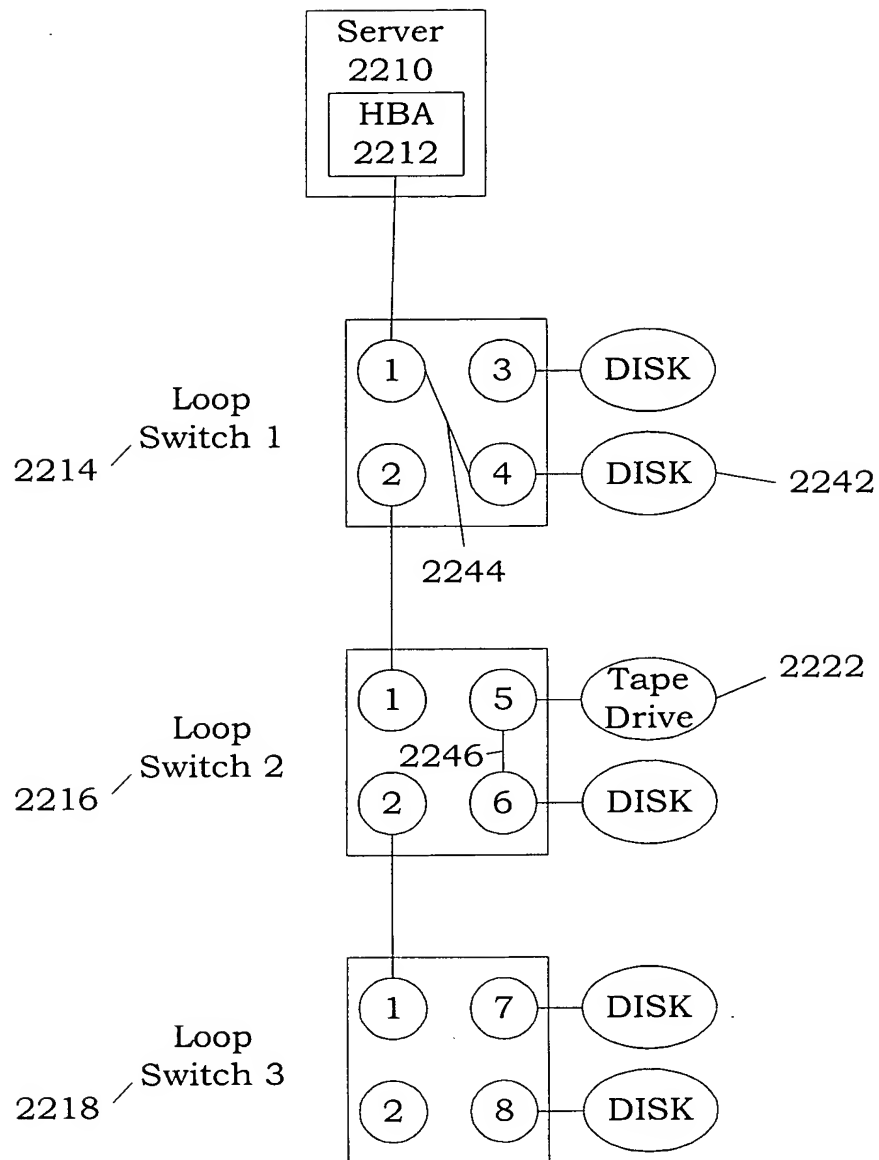 Server
2210
HBA
2212
1
3
DISK
Loop
Switch 1
2214
2
4
DISK
2242
2244
1
5
Tape
Drive
2222
Loop
Switch 2
2246
2216
2
6
DISK
1
7
DISK
Loop
Switch 3
2218
2
8
DISK